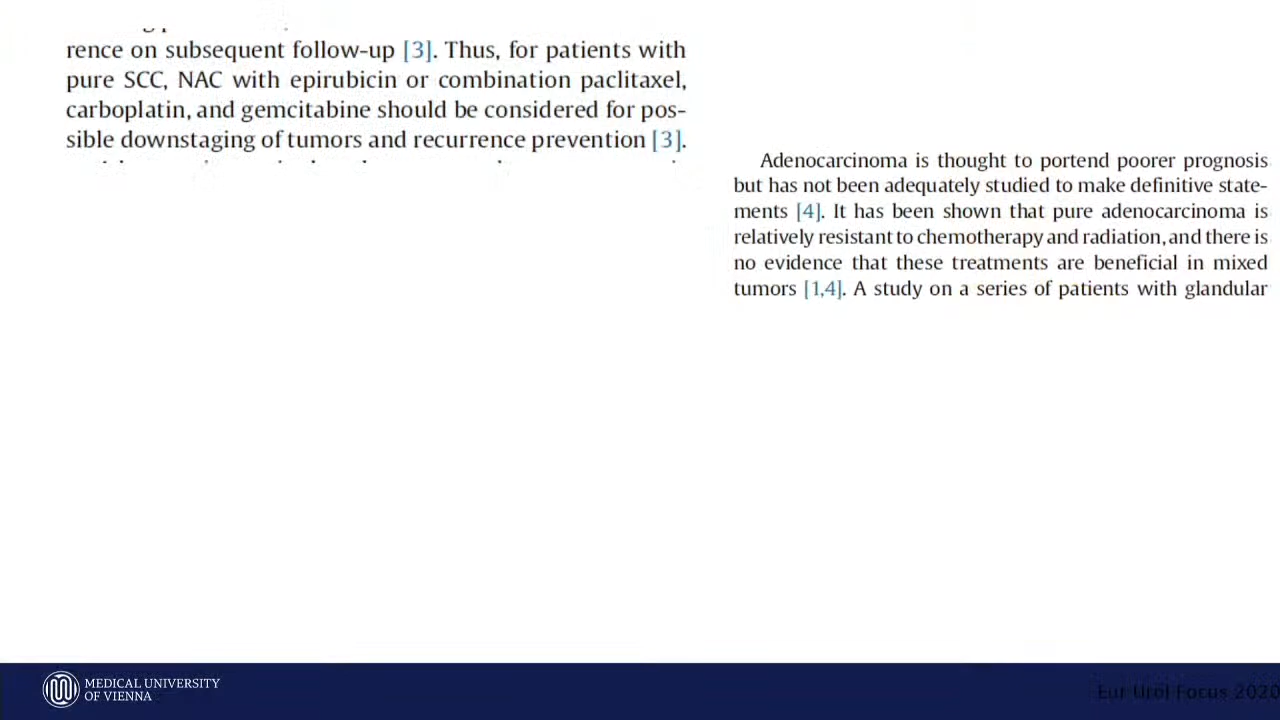 rence on subsequent follow-up [3]. Thus, for patients with
pure SCC, NAC with epirubicin or combination paclitaxel,
carboplatin, and gemcitabine should be considered for pos-
sible downstaging of tumors and recurrence prevention [3].
Adenocarcinoma is thought to portend poorer prognosis
but has not been adequately studied to make definitive state-
ments [4]. It has been shown that pure adenocarcinoma is
relatively resistant to chemotherapy and radiation, and there is
no evidence that these treatments are beneficial in mixed
tumors [1,4]. A study on a series of patients with glandular
MEDICAL UNIVERSITY
OF VIENNA
Eur Urol Focus 2020